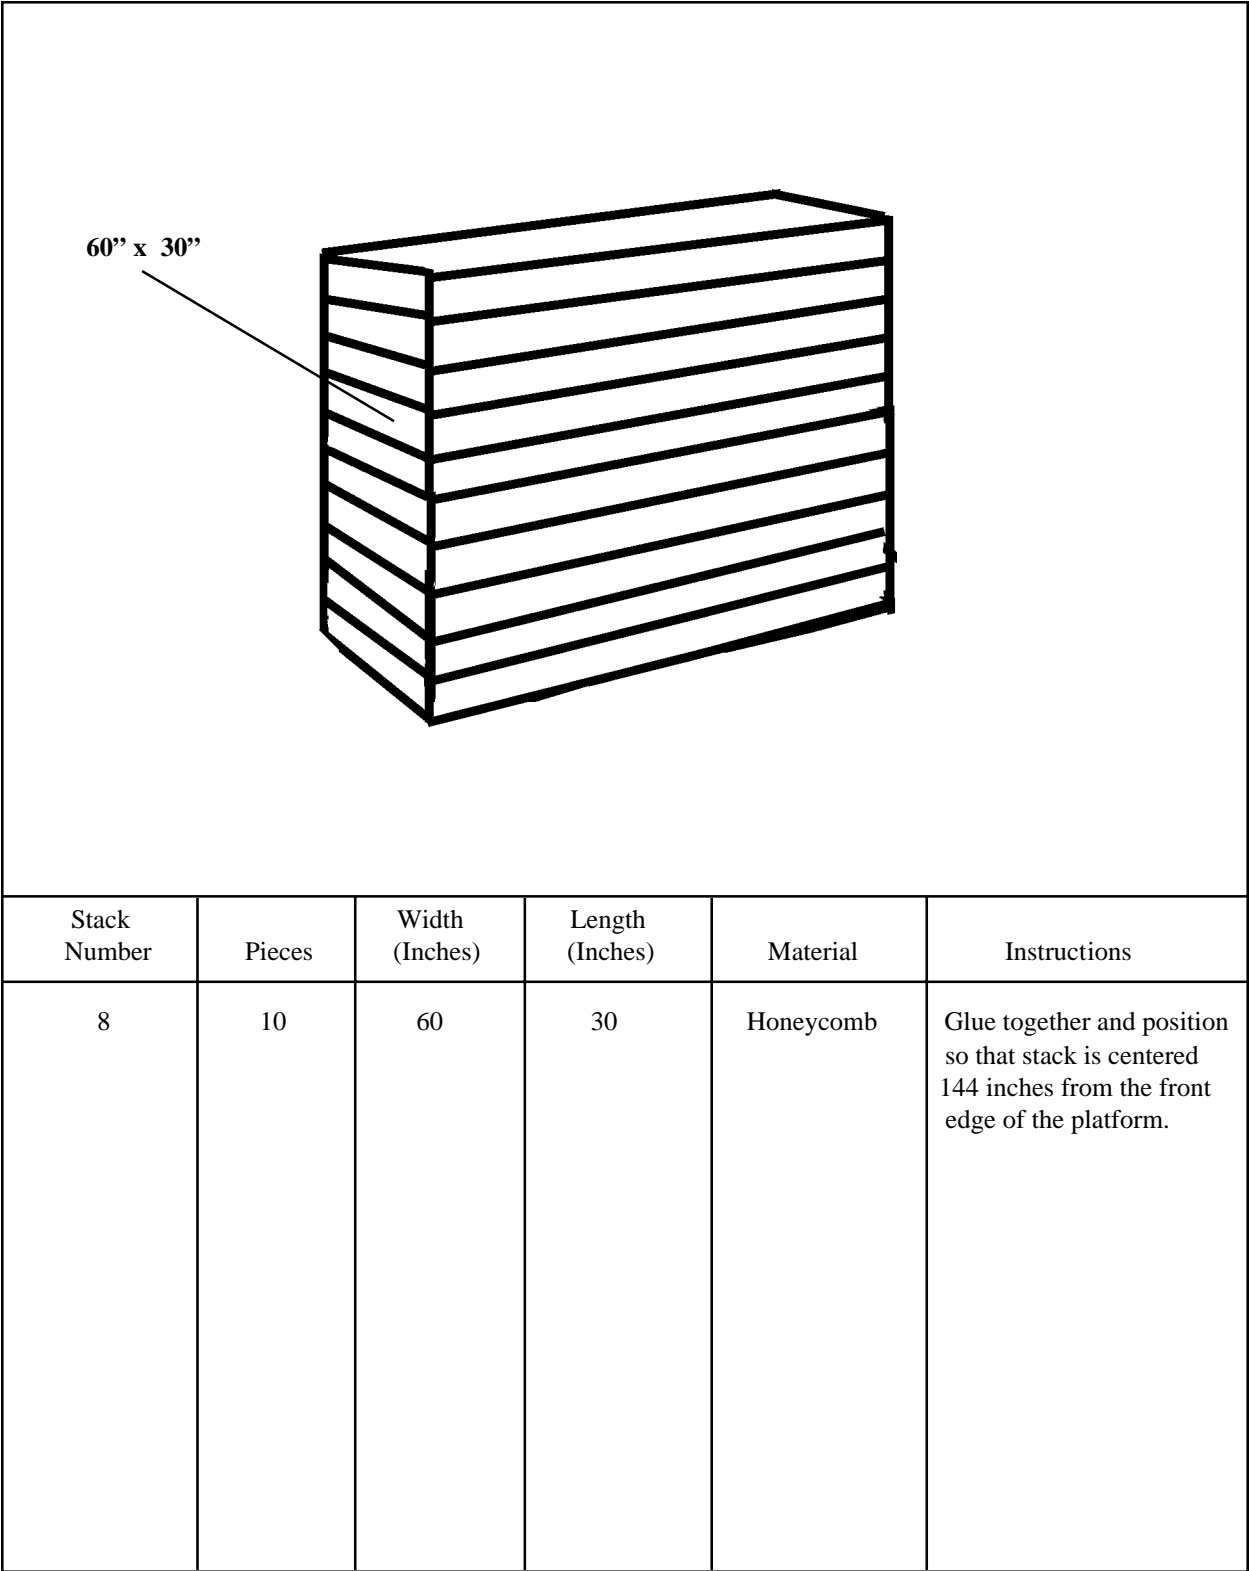 60” x 30”
Stack Number
Pieces
Width (Inches)
Length (Inches)
Material
Instructions
8
10
60
30
Honeycomb
Glue together and position
so that stack is centered
144 inches from the front
edge of the platform.